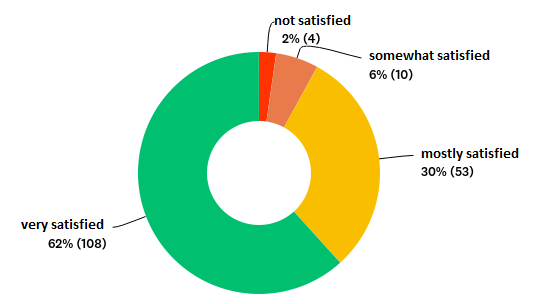 not satisfied
2% (4)
somewhat satisfied
6% (10)
mostly satisfied
30% (53)
very satisfied
62% (108)